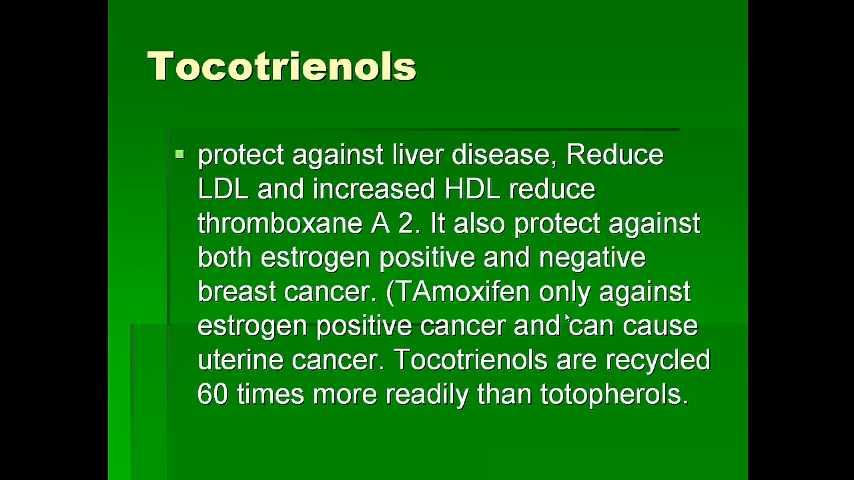 Tocotrienols
protect against liver disease, Reduce
LDL and increased HDL reduce
thromboxane A 2. It also protect against
both estrogen positive and negative
breast cancer. (TAmoxifen only against
estrogen positive cancer and can cause
uterine cancer. Tocotrienols are recycled
60 times more readily than totopherols.